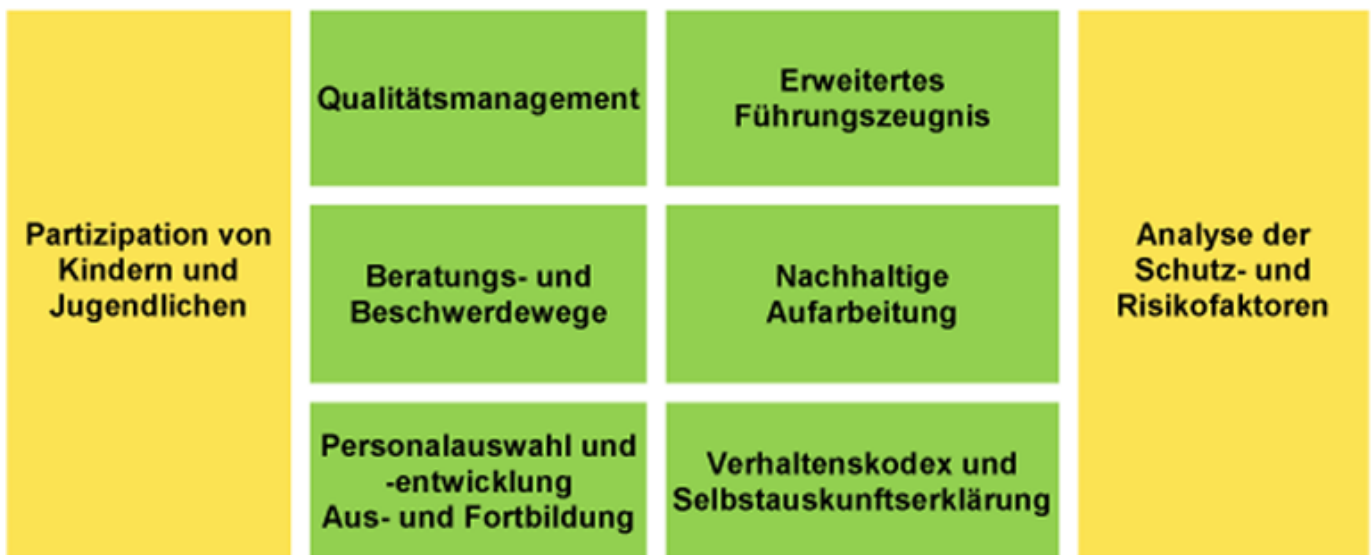 Partizipation von
Kindern und
Jugendlichen
Qualitätsmanagement
Erweitertes
Führungszeugnis
Beratungs- und
Beschwerdewege
Nachhaltige
Aufarbeitung
Personalauswahl und
-entwicklung
Aus- und Fortbildung
Verhaltenskodex und
Selbstauskunftserklärung
Analyse der
Schutz- und
Risikofaktoren